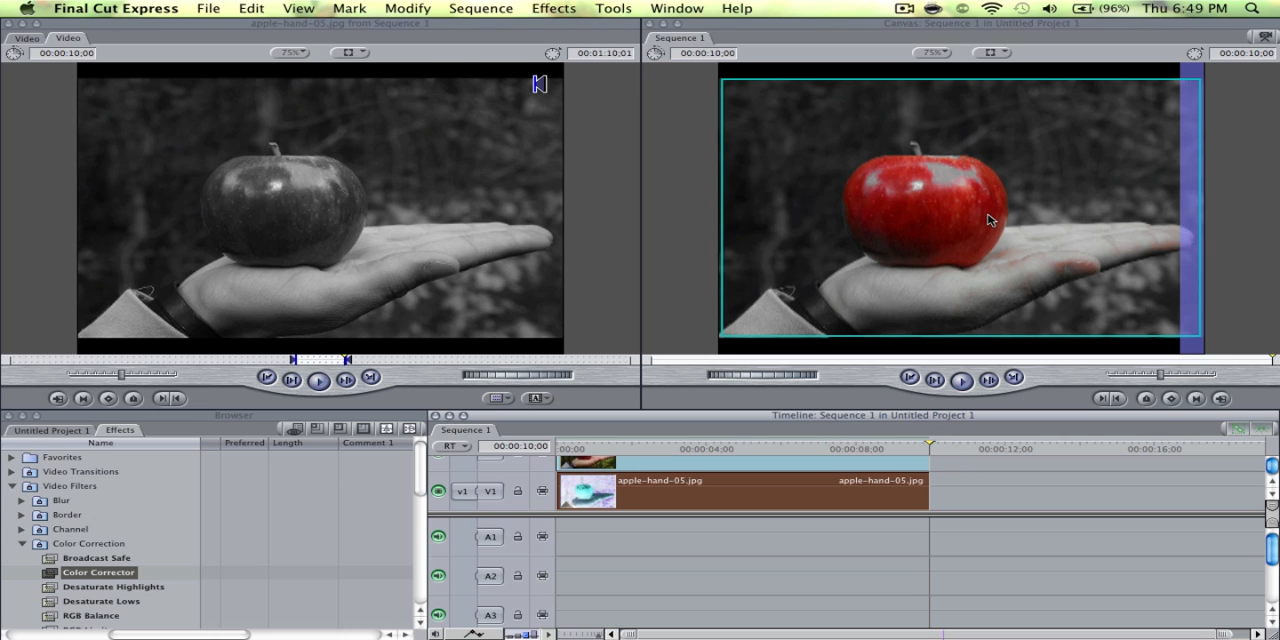 Final Cut Express File Edit View Mark Modify Sequence Effects Tools Window Help (96%) Thu 6:49 PM
apple-hand-05.jpg from Sequence 1
Canvas: Sequence 1 in Untitled Project 1
Video Video
Sequence 1
00:00:10;00 75% 00:01:10;01
00:00:10;00 75% 00:00:10;00
Browser
Untitled Project 1 Effects
Name Preferred Length Comment 1
Favorites
Video Transitions
Video Filters
Blur
Border
Channel
Color Correction
Broadcast Safe
Color Corrector
Desaturate Highlights
Desaturate Lows
RGB Balance
Timeline: Sequence 1 in Untitled Project 1
Sequence 1
RT 00:00:10;00 00:00 00:00:04;00 00:00:08;00 00:00:12;00 00:00:16;00
v1 V1 apple-hand-05.jpg apple-hand-05.jpg
A1
A2
A3